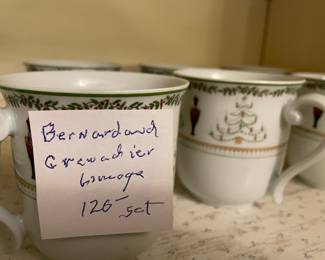 Bernardaud
Grenadier
Limoge
120- set